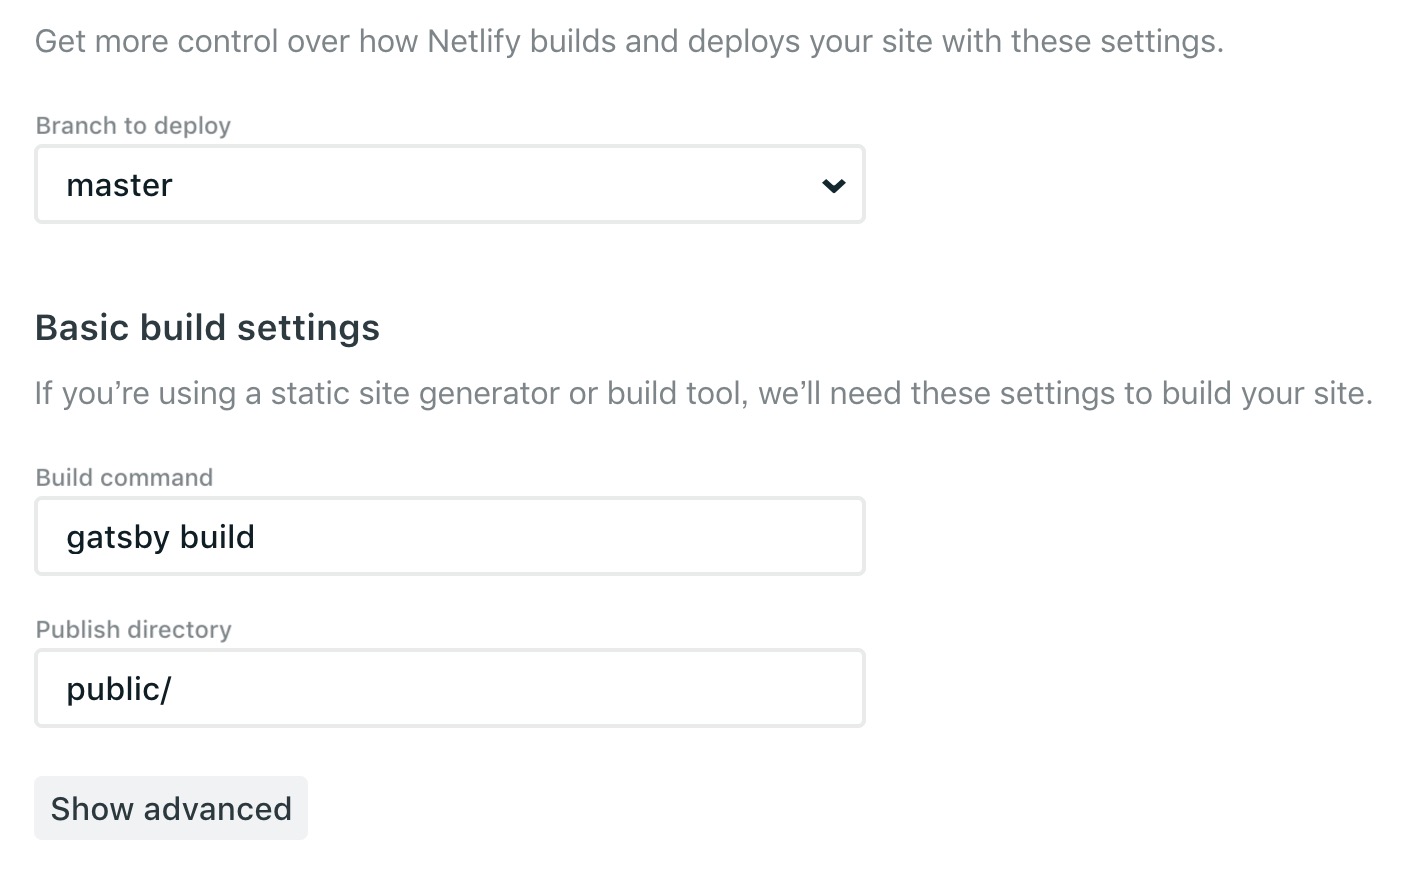 Get more control over how Netlify builds and deploys your site with these settings.
Branch to deploy
master
Basic build settings
If you’re using a static site generator or build tool, we’ll need these settings to build your site.
Build command
gatsby build
Publish directory
public/
Show advanced